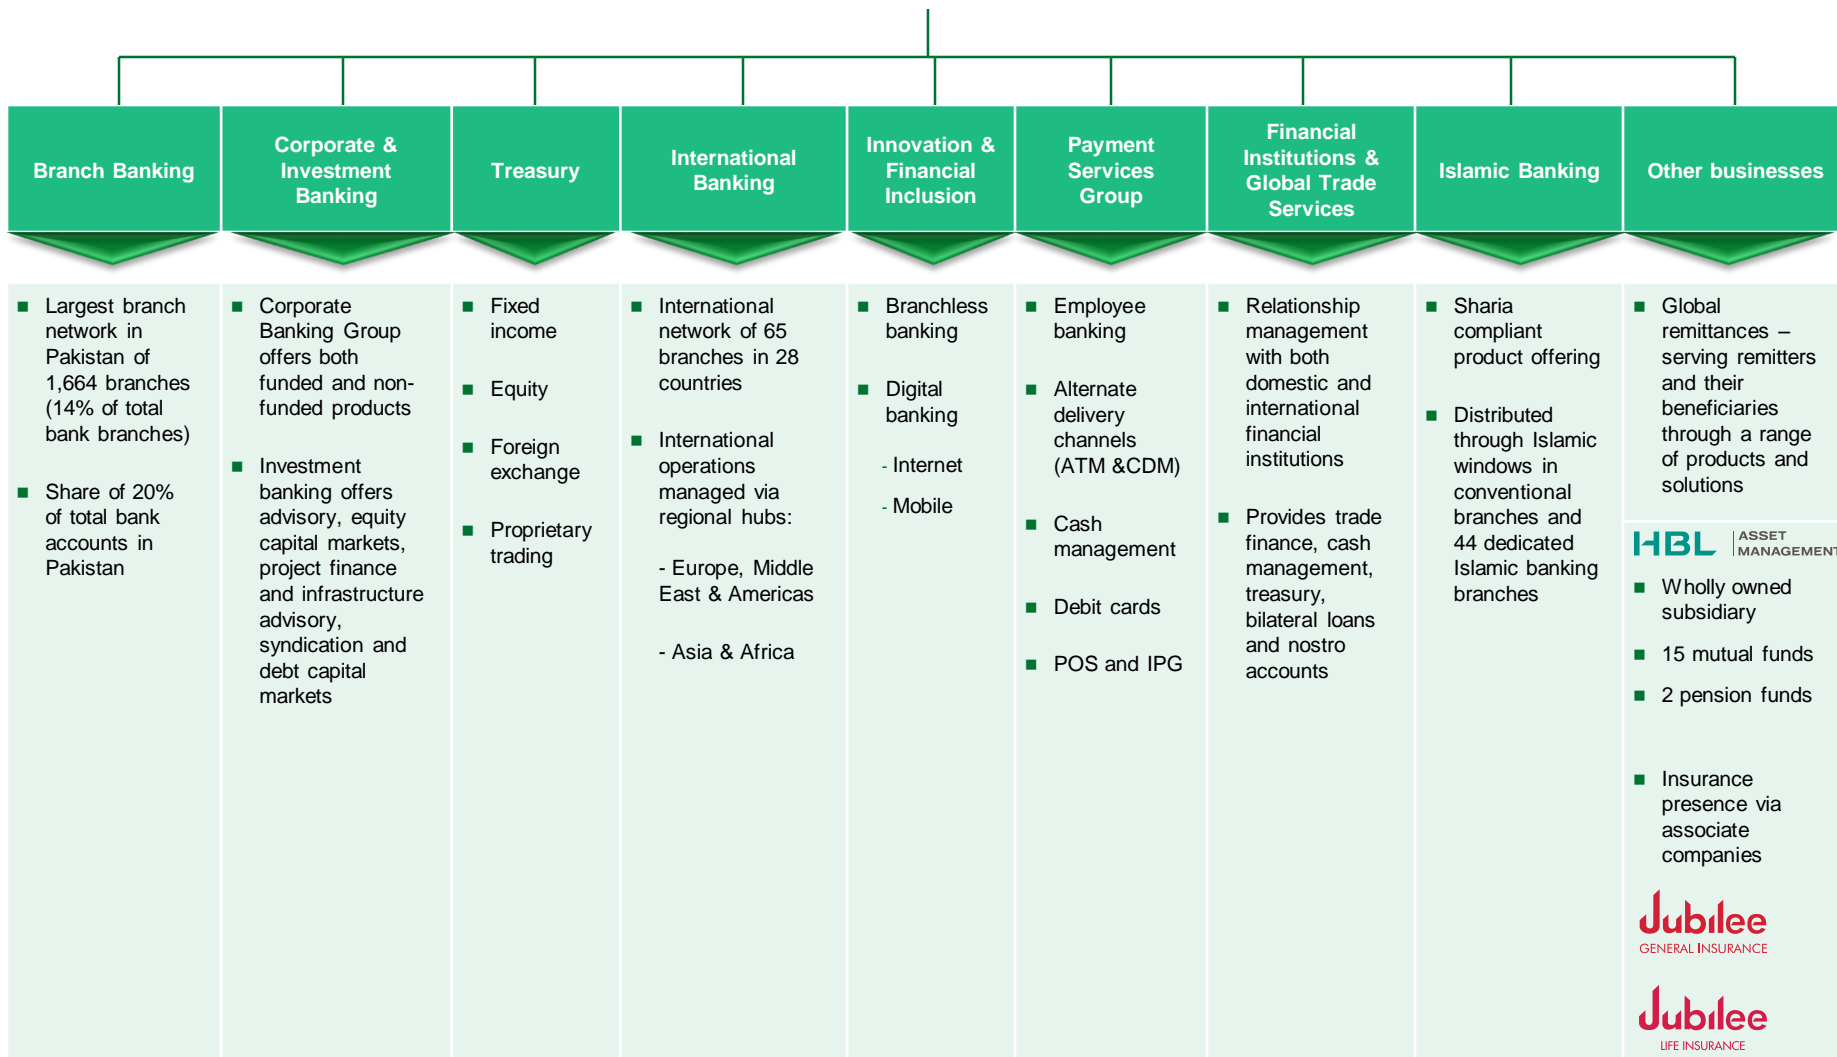 Branch Banking
Corporate &
Investment
Banking
Treasury
International
Banking
Innovation &
Financial
Inclusion
Payment
Services
Group
Financial
Institutions &
Global Trade
Services
Islamic Banking
Other businesses
Largest branch
network in
Pakistan of
1,664 branches
(14% of total
bank branches)
Share of 20%
of total bank
accounts in
Pakistan
Corporate
Banking Group
offers both
funded and non-
funded products
Investment
banking offers
advisory, equity
capital markets,
project finance
and infrastructure
advisory,
syndication and
debt capital
markets
Fixed
income
Equity
Foreign
exchange
Proprietary
trading
International
network of 65
branches in 28
countries
International
operations
managed via
regional hubs:
- Europe, Middle
East & Americas
- Asia & Africa
Branchless
banking
Digital
banking
- Internet
- Mobile
Employee
banking
Alternate
delivery
channels
(ATM &CDM)
Cash
management
Debit cards
POS and IPG
Relationship
management
with both
domestic and
international
financial
institutions
Provides trade
finance, cash
management,
treasury,
bilateral loans
and nostro
accounts
Sharia
compliant
product offering
Distributed
through Islamic
windows in
conventional
branches and
44 dedicated
Islamic banking
branches
Global
remittances –
serving remitters
and their
beneficiaries
through a range
of products and
solutions
HBL ASSET
MANAGEMENT
Wholly owned
subsidiary
15 mutual funds
2 pension funds
Insurance
presence via
associate
companies
Jubilee
GENERAL INSURANCE
Jubilee
LIFE INSURANCE